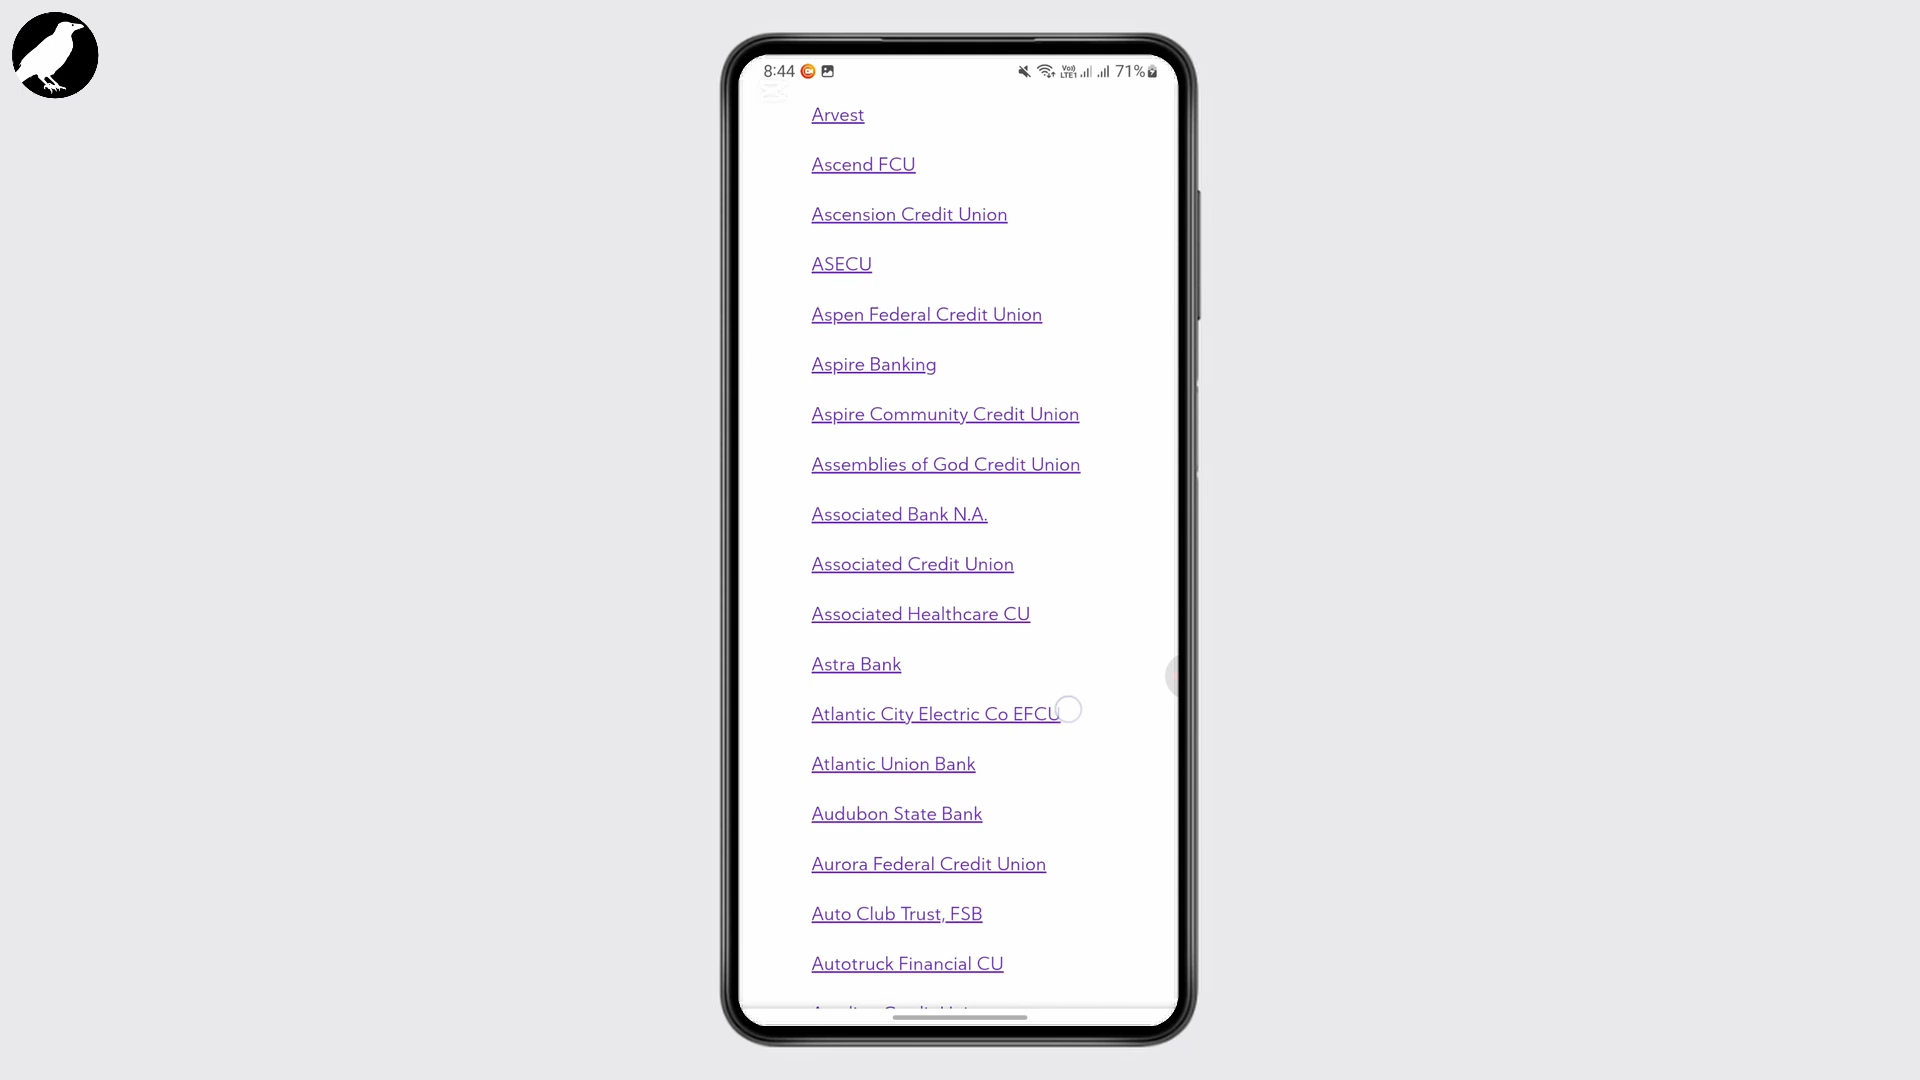 8:44
Vo)) LTE1
71%
Arvest
Ascend FCU
Ascension Credit Union
ASECU
Aspen Federal Credit Union
Aspire Banking
Aspire Community Credit Union
Assemblies of God Credit Union
Associated Bank N.A.
Associated Credit Union
Associated Healthcare CU
Astra Bank
Atlantic City Electric Co EFCU
Atlantic Union Bank
Audubon State Bank
Aurora Federal Credit Union
Auto Club Trust, FSB
Autotruck Financial CU